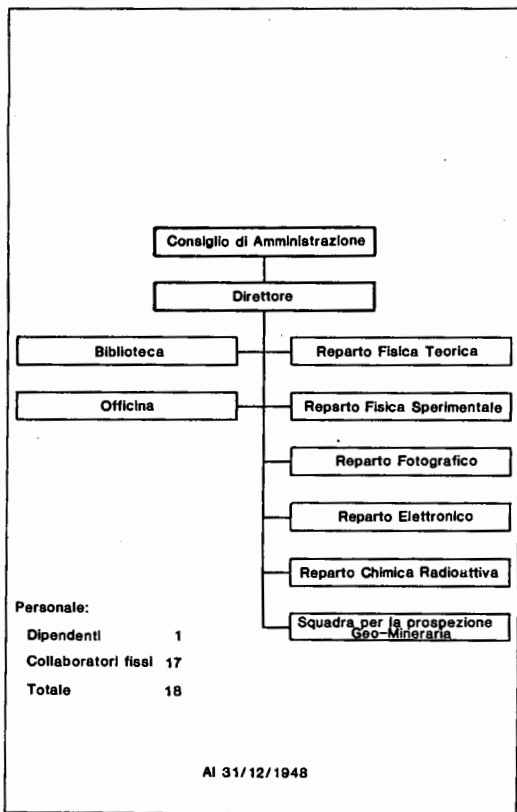 Consiglio di Amministrazione
Direttore
Biblioteca
Reparto Fisica Teorica
Officina
Reparto Fisica Sperimentale
Reparto Fotografico
Reparto Elettronico
Reparto Chimica Radioattiva
Squadra per la prospezione
Geo-Mineraria
Personale:
Dipendenti 1
Collaboratori fissi 17
Totale 18
Al 31/12/1948